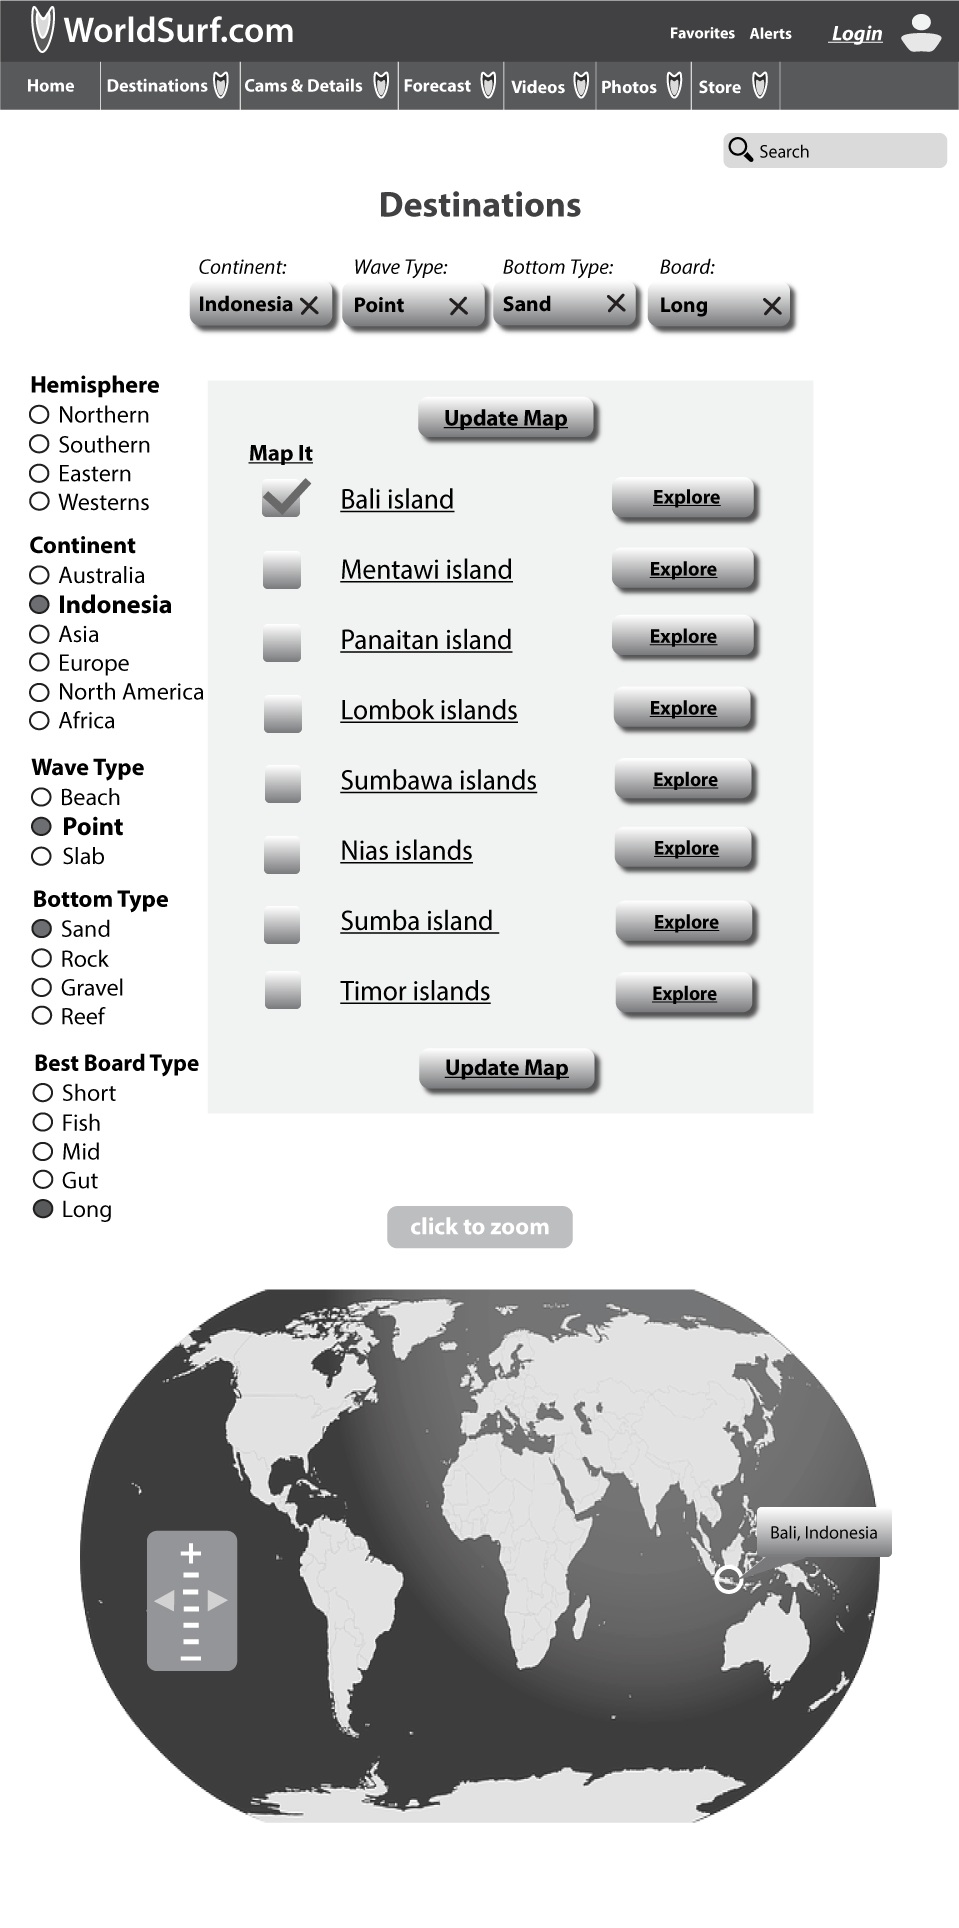 WorldSurf.com
Favorites Alerts Login
Home Destinations Cams & Details Forecast Videos Photos Store
Search
Destinations
Continent: Wave Type: Bottom Type: Board:
Indonesia Point Sand Long
Hemisphere
Northern
Southern
Eastern
Westerns
Continent
Australia
Indonesia
Asia
Europe
North America
Africa
Wave Type
Beach
Point
Slab
Bottom Type
Sand
Rock
Gravel
Reef
Best Board Type
Short
Fish
Mid
Gut
Long
Update Map
Map It
Bali island Explore
Mentawi island Explore
Panaitan island Explore
Lombok islands Explore
Sumbawa islands Explore
Nias islands Explore
Sumba island Explore
Timor islands Explore
Update Map
click to zoom
Bali, Indonesia